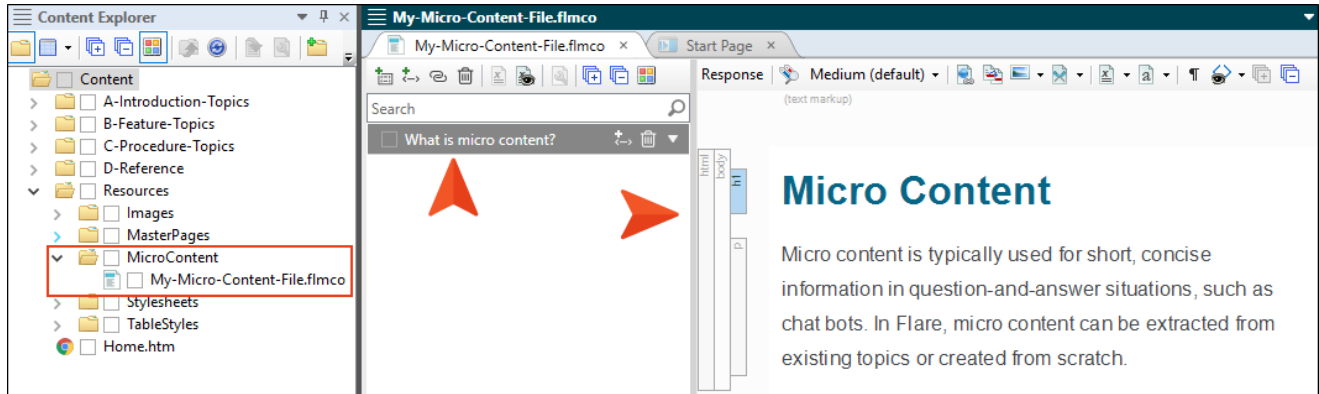 Content Explorer
My-Micro-Content-File.flmco
My-Micro-Content-File.flmco
Start Page
Content
A-Introduction-Topics
B-Feature-Topics
C-Procedure-Topics
D-Reference
Resources
Images
MasterPages
MicroContent
My-Micro-Content-File.flmco
Stylesheets
TableStyles
Home.htm
Search
What is micro content?
Response
Medium (default)
a
(text markup)
html
body
h1
p
Micro Content
Micro content is typically used for short, concise
information in question-and-answer situations, such as
chat bots. In Flare, micro content can be extracted from
existing topics or created from scratch.